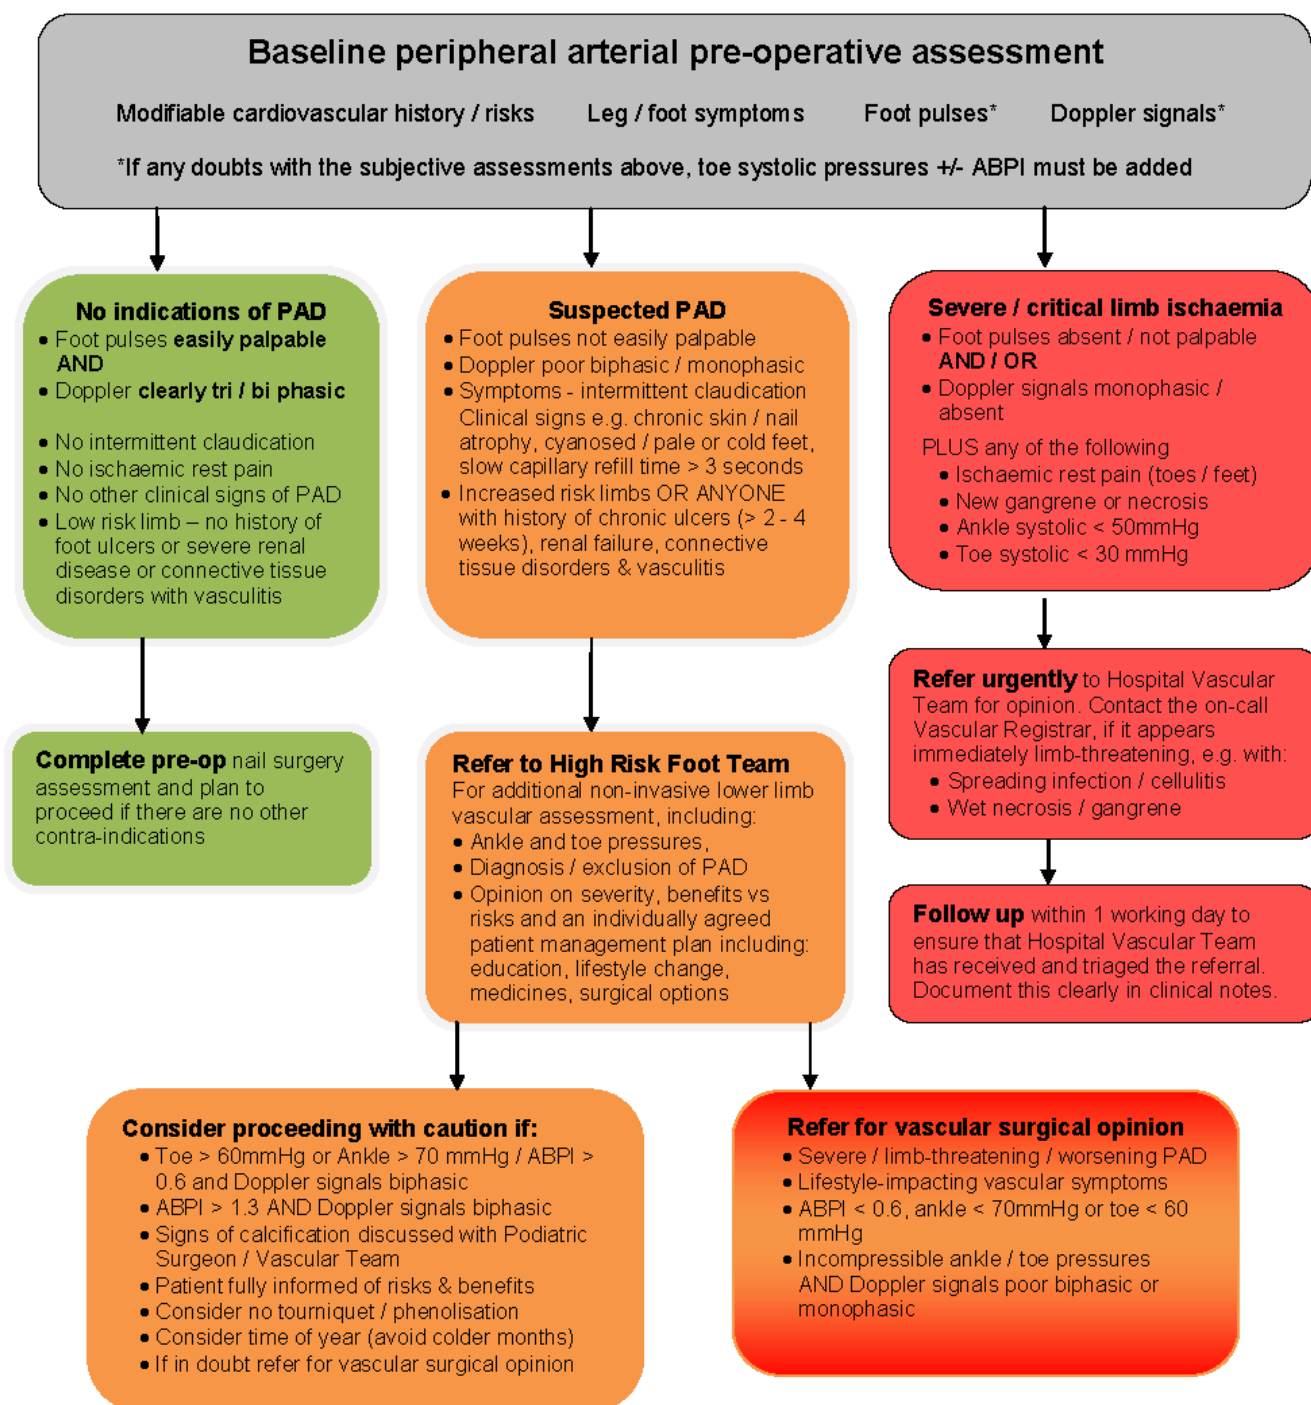 Baseline peripheral arterial pre-operative assessment
Modifiable cardiovascular history / risks Leg / foot symptoms Foot pulses* Doppler signals*
*If any doubts with the subjective assessments above, toe systolic pressures +/- ABPI must be added
No indications of PAD
• Foot pulses easily palpable
AND
• Doppler clearly tri / bi phasic
• No intermittent claudication
• No ischaemic rest pain
• No other clinical signs of PAD
• Low risk limb – no history of
foot ulcers or severe renal
disease or connective tissue
disorders with vasculitis
Suspected PAD
• Foot pulses not easily palpable
• Doppler poor biphasic / monophasic
• Symptoms - intermittent claudication
Clinical signs e.g. chronic skin / nail
atrophy, cyanosed / pale or cold feet,
slow capillary refill time > 3 seconds
• Increased risk limbs OR ANYONE
with history of chronic ulcers (> 2 - 4
weeks), renal failure, connective
tissue disorders & vasculitis
Severe / critical limb ischaemia
• Foot pulses absent / not palpable
AND / OR
• Doppler signals monophasic /
absent
PLUS any of the following
• Ischaemic rest pain (toes / feet)
• New gangrene or necrosis
• Ankle systolic < 50mmHg
• Toe systolic < 30 mmHg
Complete pre-op nail surgery
assessment and plan to
proceed if there are no other
contra-indications
Refer to High Risk Foot Team
For additional non-invasive lower limb
vascular assessment, including:
• Ankle and toe pressures,
• Diagnosis / exclusion of PAD
• Opinion on severity, benefits vs
risks and an individually agreed
patient management plan including:
education, lifestyle change,
medicines, surgical options
Refer urgently to Hospital Vascular
Team for opinion. Contact the on-call
Vascular Registrar, if it appears
immediately limb-threatening, e.g. with:
• Spreading infection / cellulitis
• Wet necrosis / gangrene
Follow up within 1 working day to
ensure that Hospital Vascular Team
has received and triaged the referral.
Document this clearly in clinical notes.
Consider proceeding with caution if:
• Toe > 60mmHg or Ankle > 70 mmHg / ABPI >
0.6 and Doppler signals biphasic
• ABPI > 1.3 AND Doppler signals biphasic
• Signs of calcification discussed with Podiatric
Surgeon / Vascular Team
• Patient fully informed of risks & benefits
• Consider no tourniquet / phenolisation
• Consider time of year (avoid colder months)
• If in doubt refer for vascular surgical opinion
Refer for vascular surgical opinion
• Severe / limb-threatening / worsening PAD
• Lifestyle-impacting vascular symptoms
• ABPI < 0.6, ankle < 70mmHg or toe < 60
mmHg
• Incompressible ankle / toe pressures
AND Doppler signals poor biphasic or
monophasic